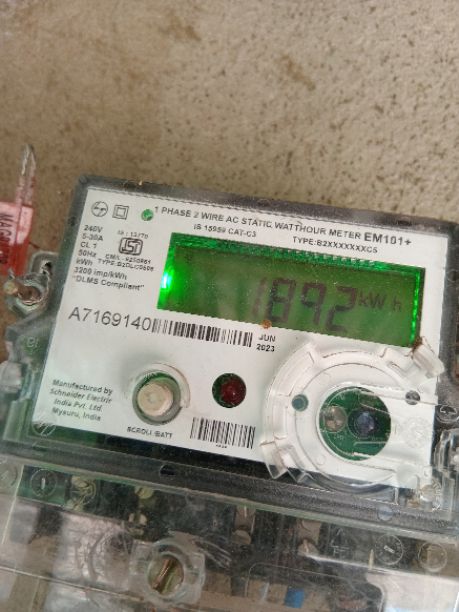 1 PHASE 2 WIRE AC STATIC WATTHOUR METER EM101+
IS 15959 CAT-C3
TYPE:B2XXXXXXXC5
240V
5-30A
CL 1
50Hz
kWh
3200 imp/kWh
"DLMS Compliant"
1892 kWh
A7169140
JUN
2023
Manufactured by
Schneider Electric
India Pvt. Ltd.
Mysuru, India
SCROLL/BATT